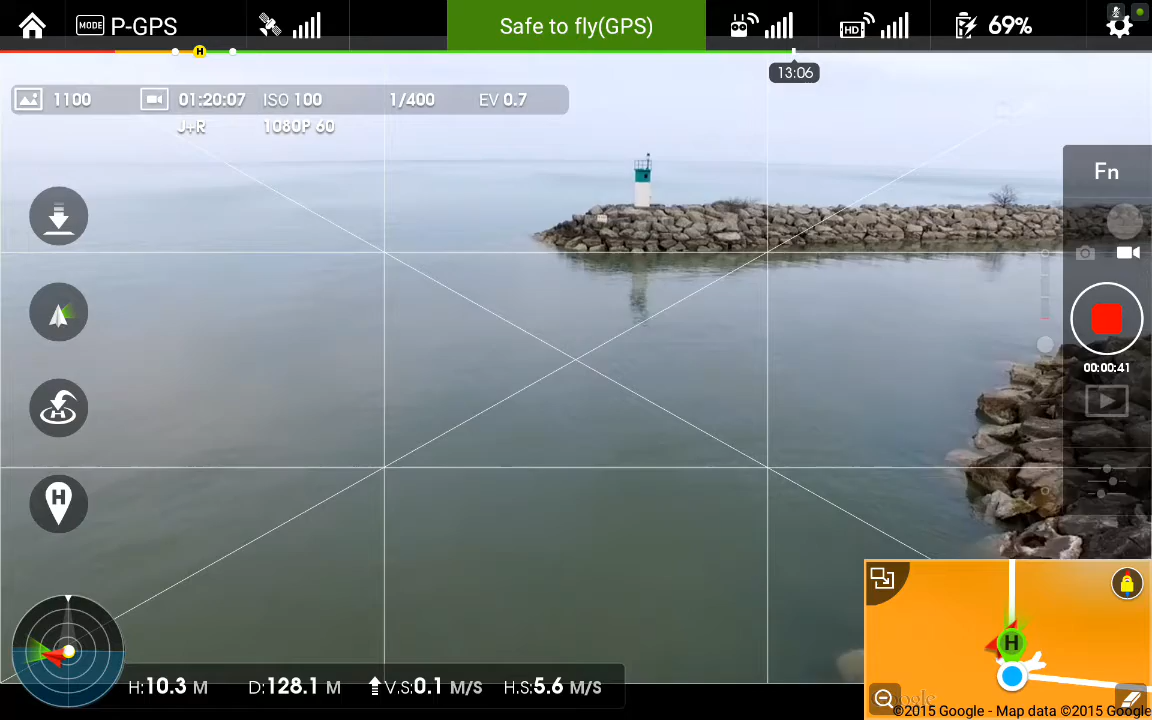 MODE P-GPS
Safe to fly(GPS)
HD
69%
H
13:06
1100
01:20:07
ISO 100
1/400
EV 0.7
J+R
1080P 60
Fn
00:00:41
H
H
H
H:10.3 M
D:128.1 M
V.S:0.1 M/S
H.S:5.6 M/S
©2015 Google - Map data ©2015 Google